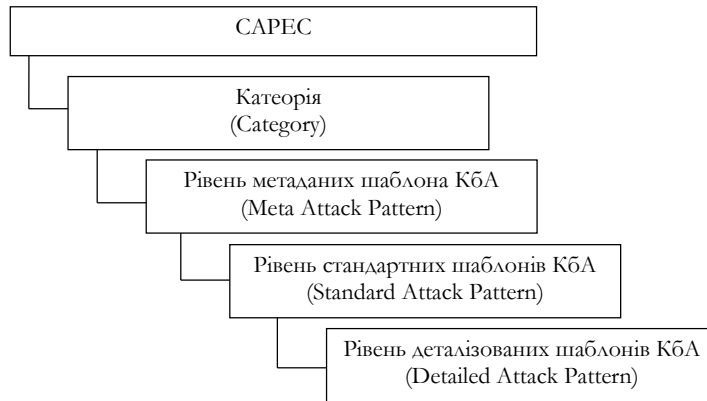 CAPEC
Катеорія
(Category)
Рівень метаданих шаблона КбА
(Meta Attack Pattern)
Рівень стандартних шаблонів КбА
(Standard Attack Pattern)
Рівень деталізованих шаблонів КбА
(Detailed Attack Pattern)